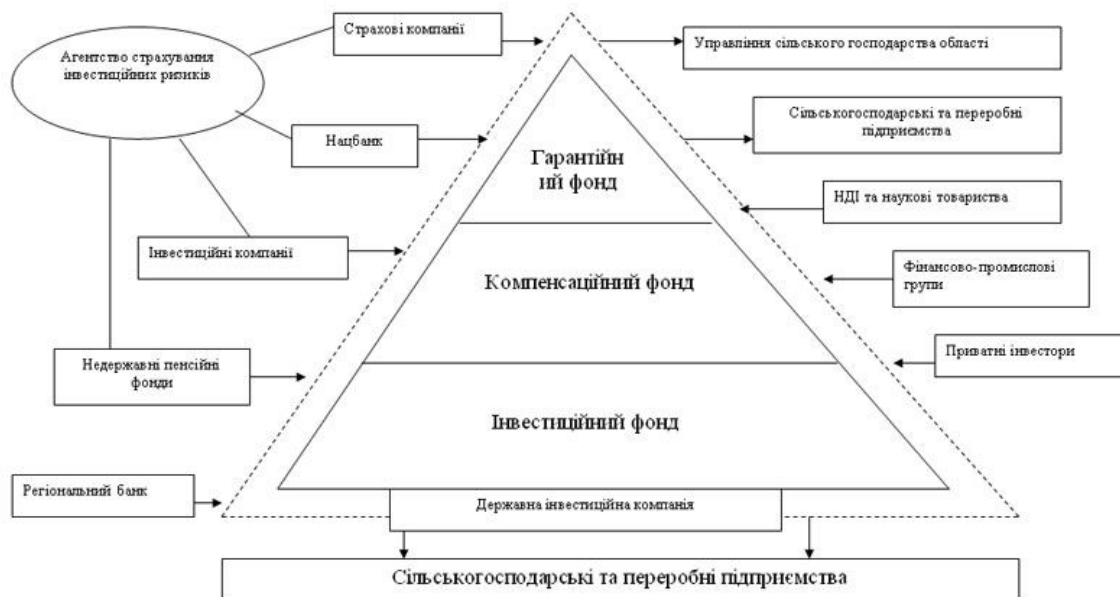 Страхові компанії
Управління сільського господарства області
Агентство страхування
інвестиційних ризиків
Сільськогосподарські та переробні
підприємства
Нацбанк
Гарантійн
ий фонд
НДІ та наукові товариства
Інвестиційні компанії
Компенсаційний фонд
Фінансово-промислові
групи
Недержавні пенсійні
фонди
Приватні інвестори
Інвестиційний фонд
Регіональний банк
Державна інвестиційна компанія
Сільськогосподарські та переробні підприємства